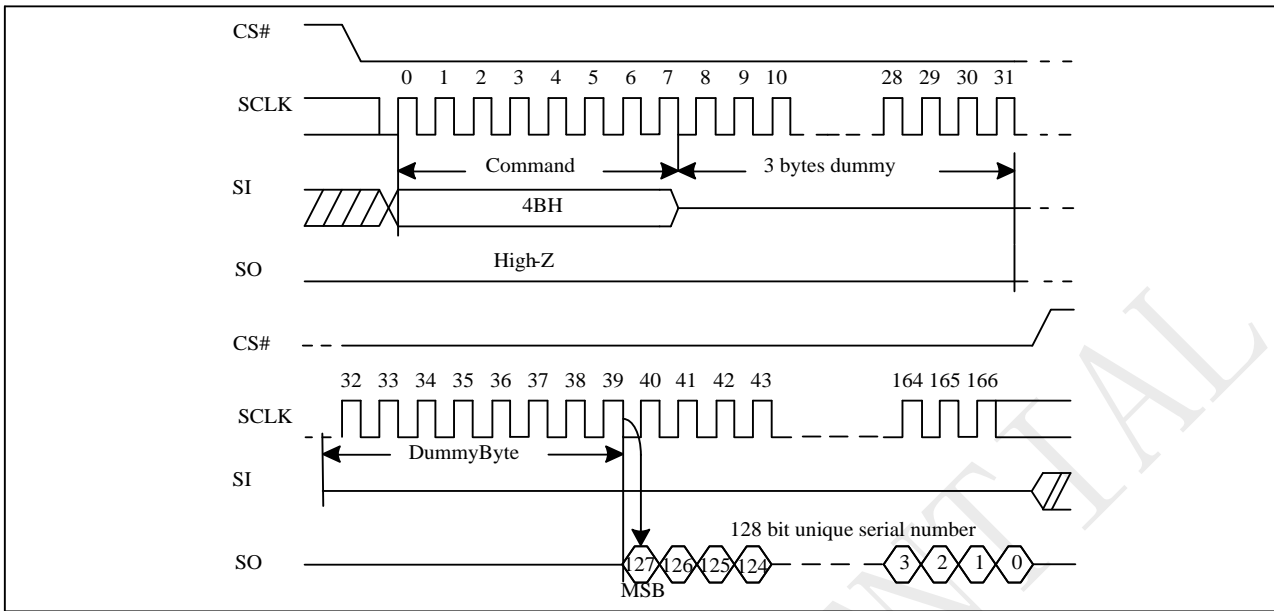 CS#
0 1 2 3 4 5 6 7 8 9 10 28 29 30 31
SCLK
Command 3 bytes dummy
SI
4BH
High-Z
SO
CS#
32 33 34 35 36 37 38 39 40 41 42 43 164 165 166
SCLK
DummyByte
SI
128 bit unique serial number
SO 127 126 125 124 3 2 1 0
MSB
NTIAL